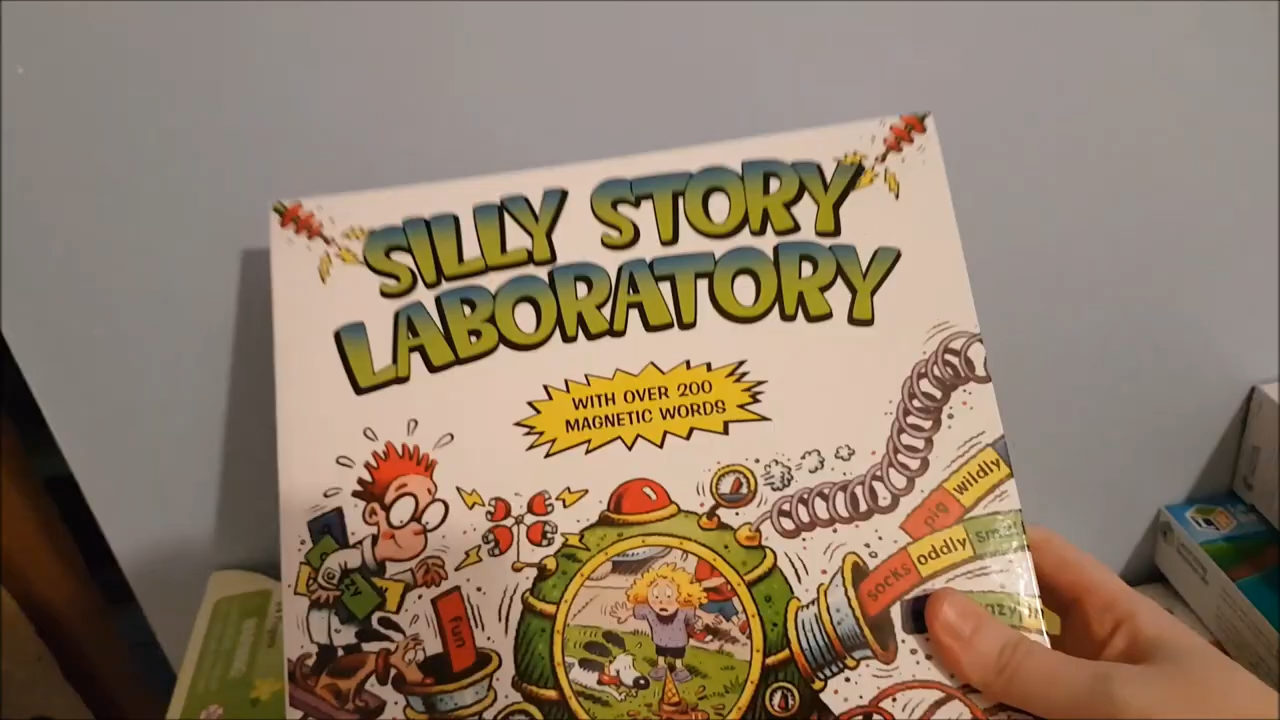 SILLY STORY
LABORATORY
WITH OVER 200
MAGNETIC WORDS
pig wildly
socks oddly
fun